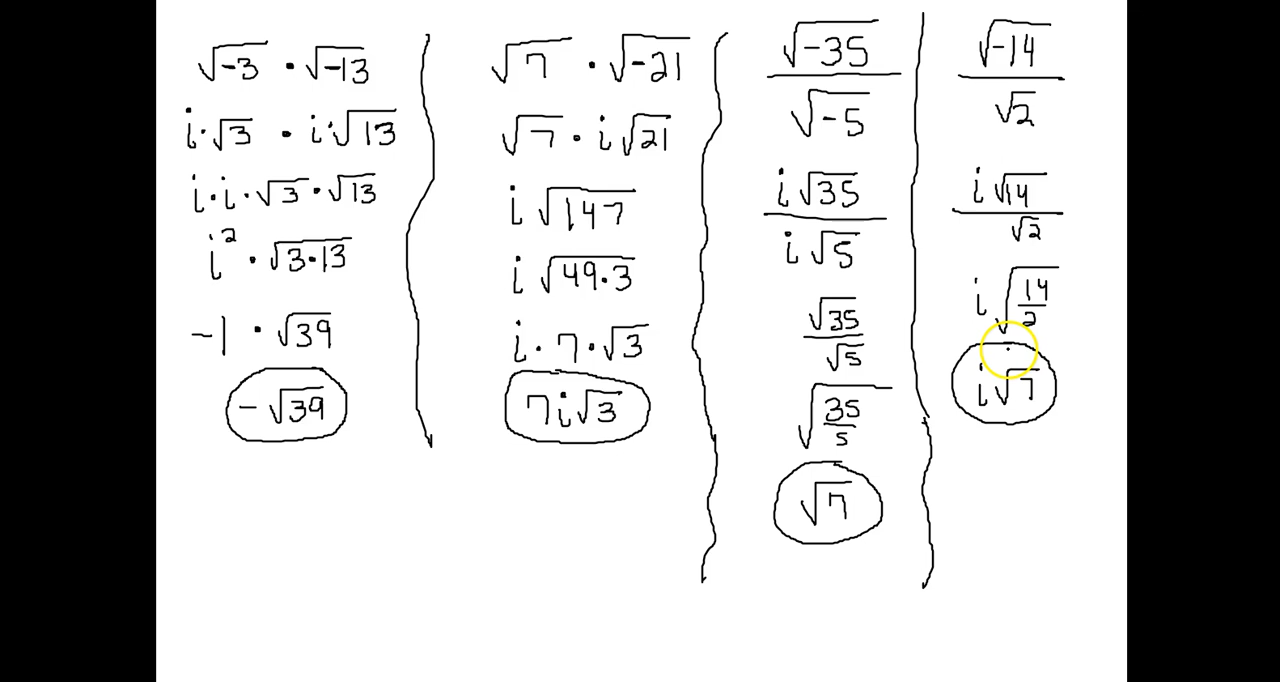 √-3 · √-13
i·√3 · i·√13
i·i·√3·√13
i² · √3·13
-1 · √39
-√39
√7 · √-21
√7 · i√21
i√147
i√49·3
i·7·√3
7i√3
√-35
√-5
i√35
i√5
√35
√5
√35/5
√7
√-14
√2
i√14
√2
i√14/2
i√7